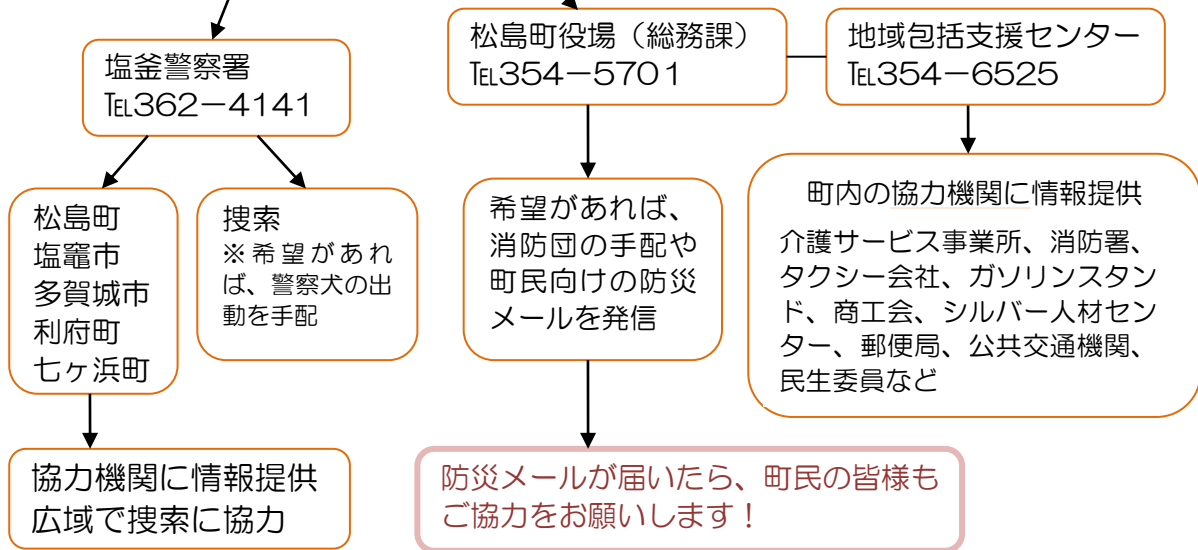 塩釜警察署
℡362－4141
松島町役場（総務課）
℡354－5701
地域包括支援センター
℡354－6525
松島町
塩竈市
多賀城市
利府町
七ヶ浜町
捜索
※希望があれ
ば、警察犬の出
動を手配
希望があれば、
消防団の手配や
町民向けの防災
メールを発信
町内の協力機関に情報提供
介護サービス事業所、消防署、
タクシー会社、ガソリンスタン
ド、商工会、シルバー人材セン
ター、郵便局、公共交通機関、
民生委員など
協力機関に情報提供
広域で捜索に協力
防災メールが届いたら、町民の皆様も
ご協力をお願いします！